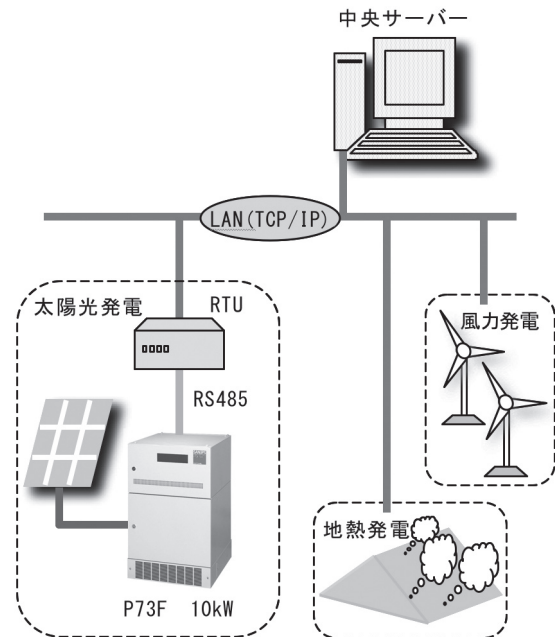 中央サーバー
LAN(TCP/IP)
太陽光発電
RTU
RS485
風力発電
地熱発電
P73F 10kW